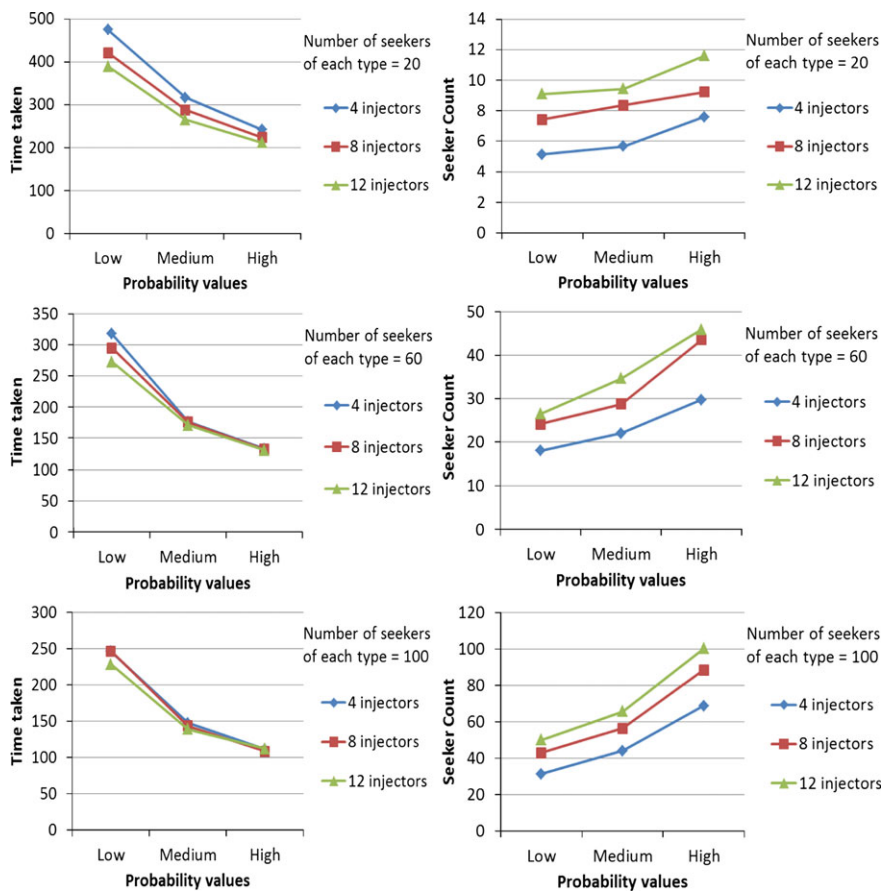 500
400
300
200
100
0
Time taken
Low Medium High
Probability values
Number of seekers
of each type = 20
4 injectors
8 injectors
12 injectors
14
12
10
8
6
4
2
0
Seeker Count
Low Medium High
Probability values
Number of seekers
of each type = 20
4 injectors
8 injectors
12 injectors
350
300
250
200
150
100
50
0
Time taken
Low Medium High
Probability values
Number of seekers
of each type = 60
4 injectors
8 injectors
12 injectors
50
40
30
20
10
0
Seeker Count
Low Medium High
Probability values
Number of seekers
of each type = 60
4 injectors
8 injectors
12 injectors
300
250
200
150
100
50
0
Time taken
Low Medium High
Probability values
Number of seekers
of each type = 100
4 injectors
8 injectors
12 injectors
120
100
80
60
40
20
0
Seeker Count
Low Medium High
Probability values
Number of seekers
of each type = 100
4 injectors
8 injectors
12 injectors